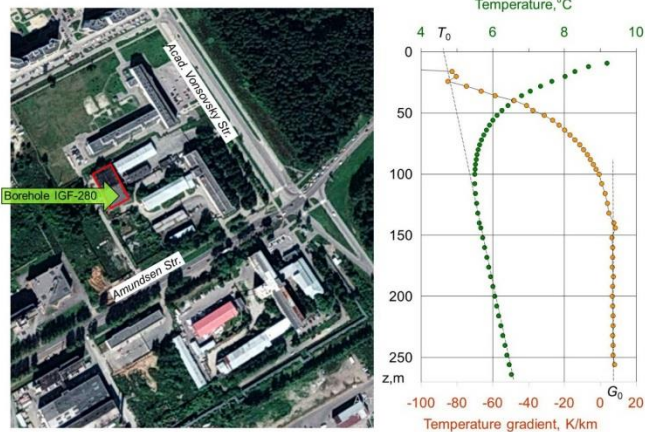 Acad. Vonsovsky Str.
Borehole IGF-280
Amundsen Str.
Temperature,°C
4 T₀ 6 8 10
0
50
100
150
200
250
z,m
G₀
-100 -80 -60 -40 -20 0 20
Temperature gradient, K/km